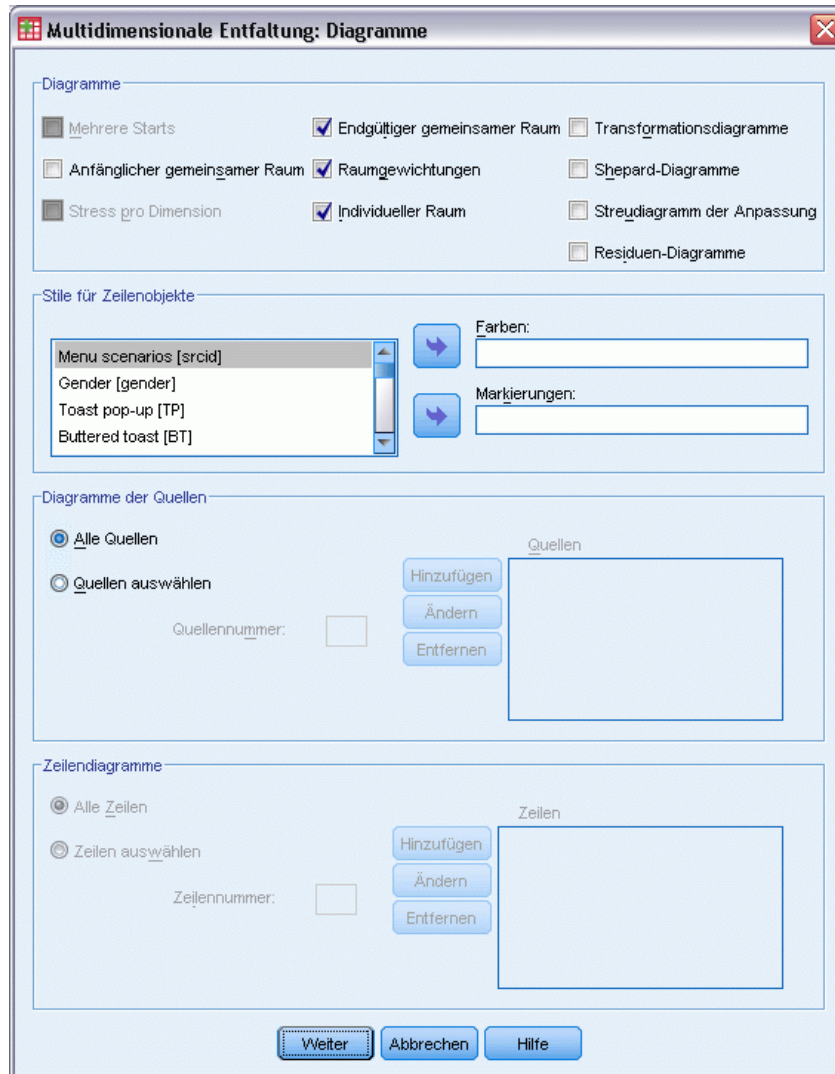 Multidimensionale Entfaltung: Diagramme
Diagramme
Mehrere Starts
Endgültiger gemeinsamer Raum
Transformationsdiagramme
Anfänglicher gemeinsamer Raum
Raumgewichtungen
Shepard-Diagramme
Stress pro Dimension
Individueller Raum
Streudiagramm der Anpassung
Residuen-Diagramme
Stile für Zeilenobjekte
Menu scenarios [srcid]
Gender [gender]
Toast pop-up [TP]
Buttered toast [BT]
Farben:
Markierungen:
Diagramme der Quellen
Alle Quellen
Quellen auswählen
Quellennummer:
Hinzufügen
Ändern
Entfernen
Quellen
Zeilendiagramme
Alle Zeilen
Zeilen auswählen
Zeilennummer:
Hinzufügen
Ändern
Entfernen
Zeilen
Weiter
Abbrechen
Hilfe